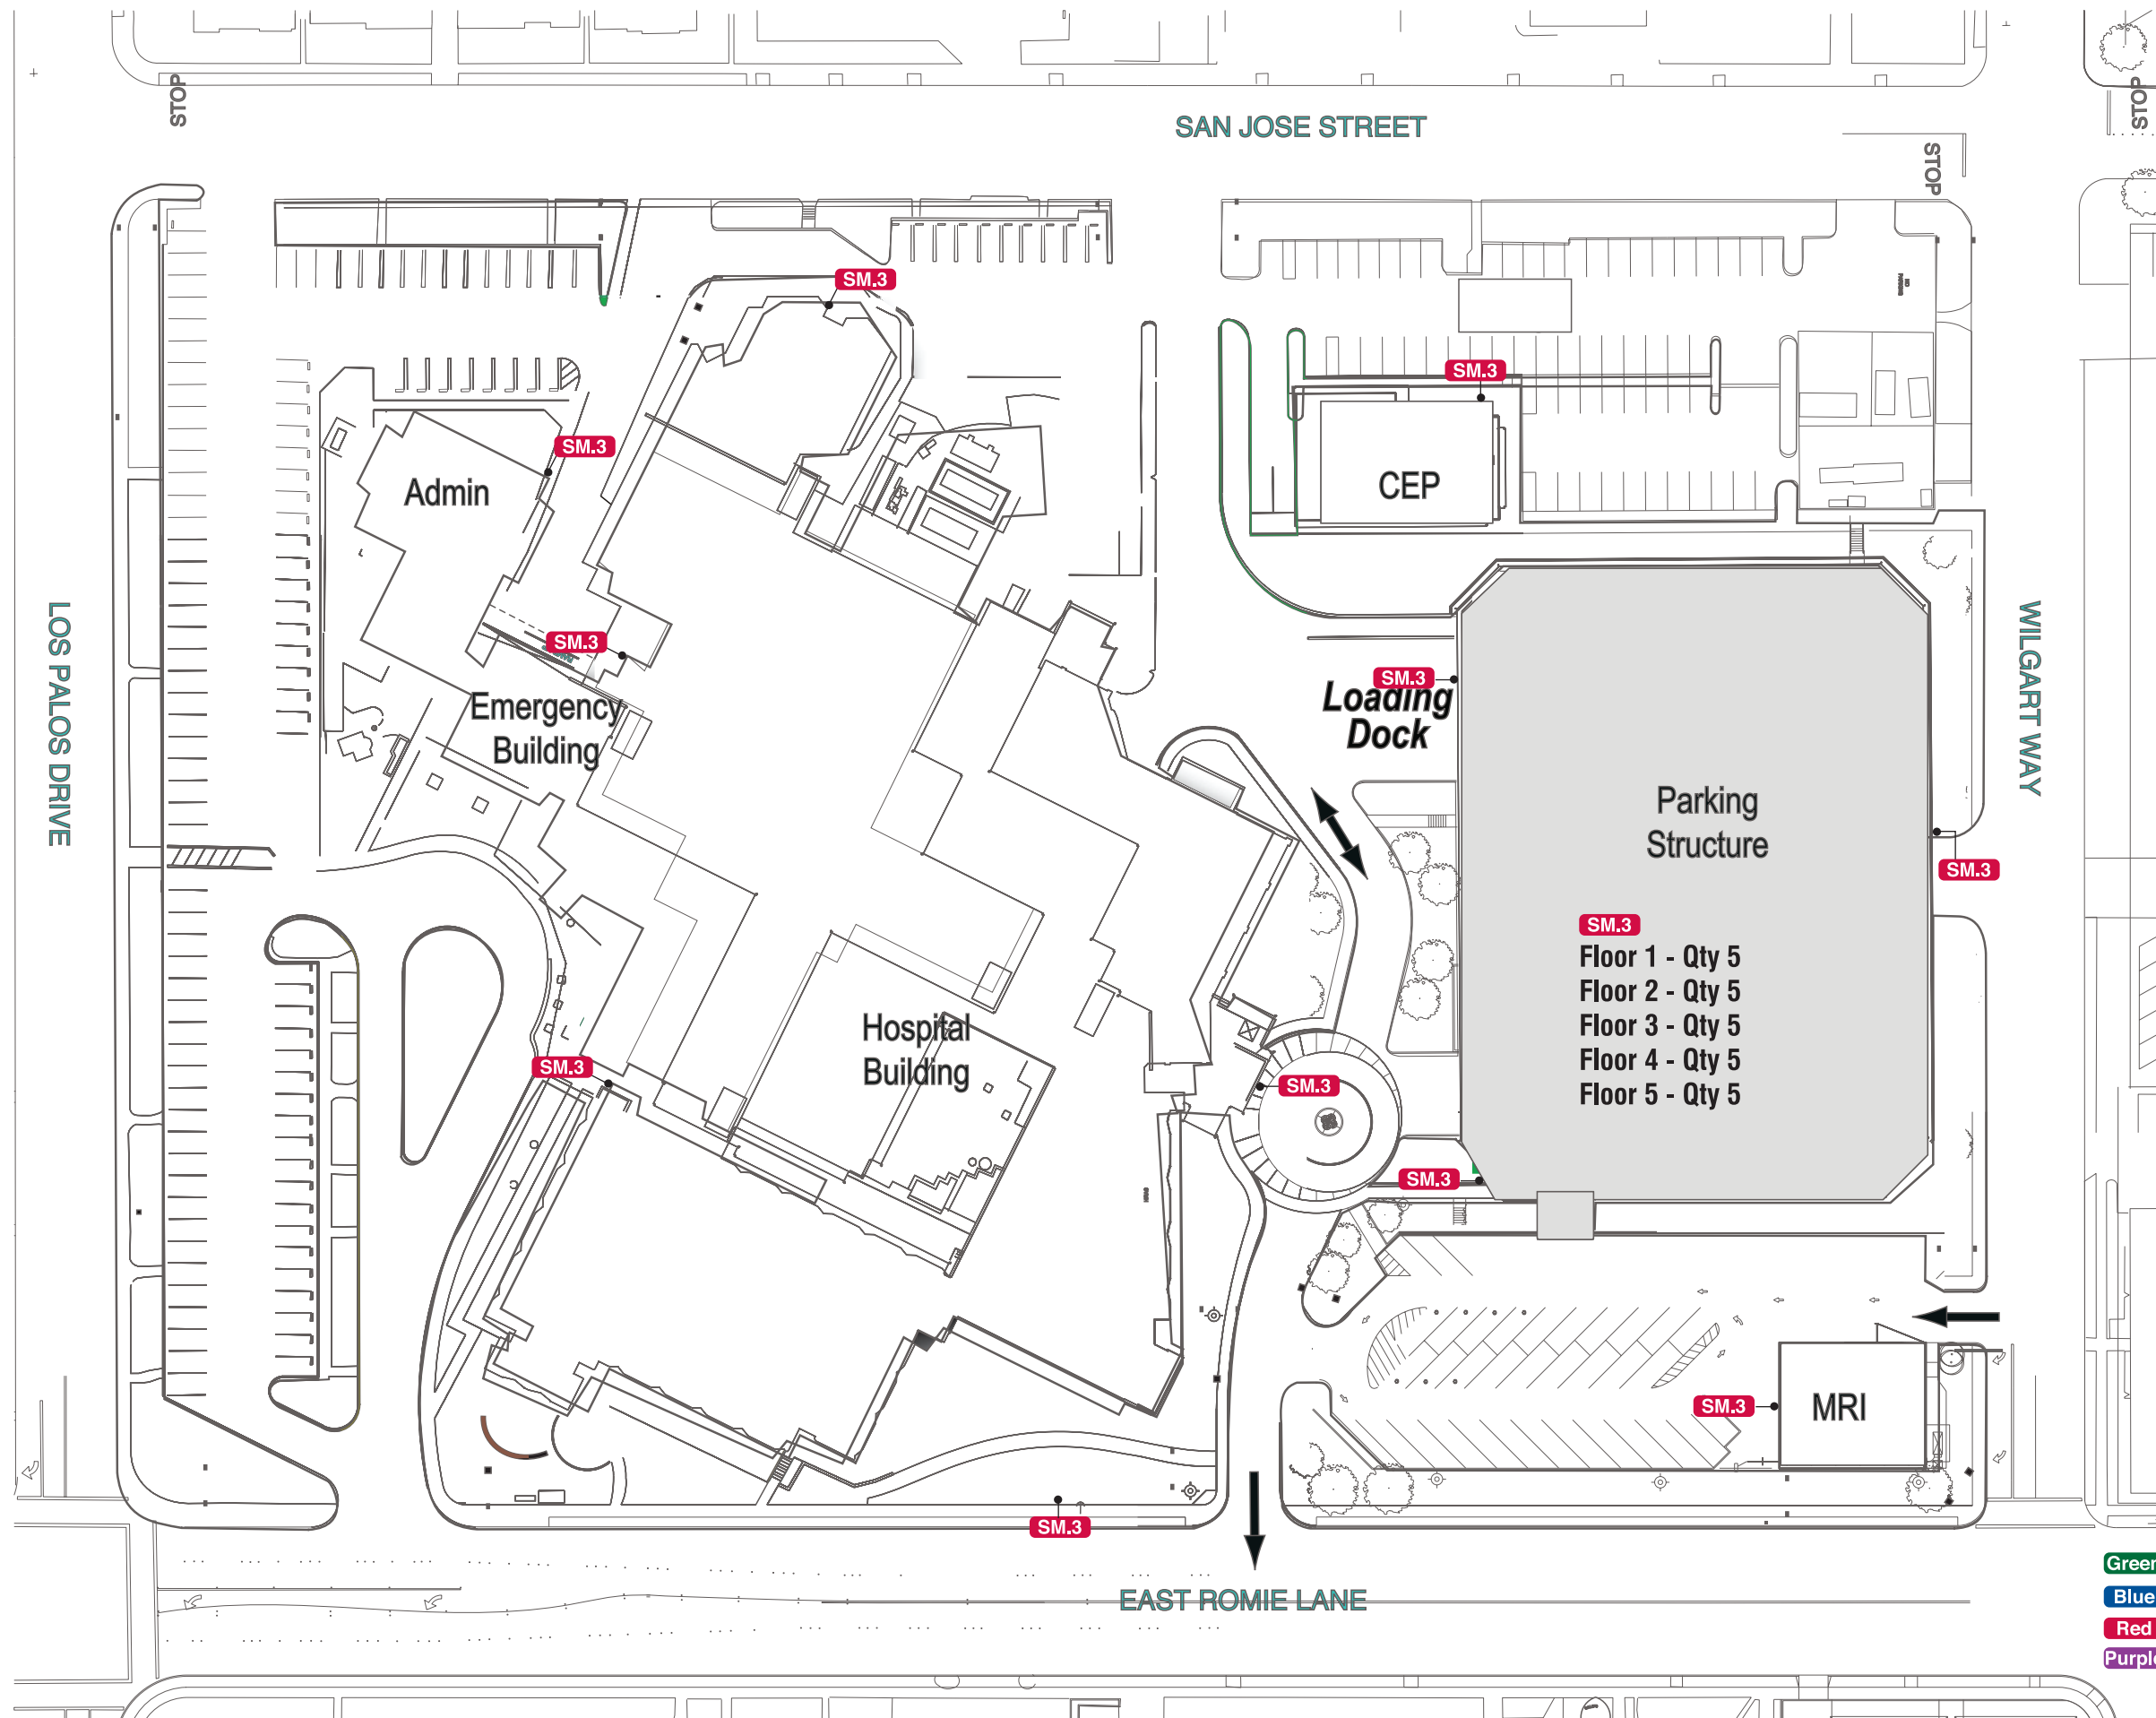 STOP
STOP
SAN JOSE STREET
STOP
SM.3
SM.3
SM.3
Admin
CEP
SM.3
SM.3
Loading
Dock
Emergency
Building
LOS PALOS DRIVE
WILGART WAY
Parking
Structure
SM.3
SM.3
Floor 1 - Qty 5
Floor 2 - Qty 5
Floor 3 - Qty 5
Floor 4 - Qty 5
Floor 5 - Qty 5
Hospital
Building
SM.3
SM.3
SM.3
SM.3
MRI
SM.3
Green
Blue
EAST ROMIE LANE
Red
Purple